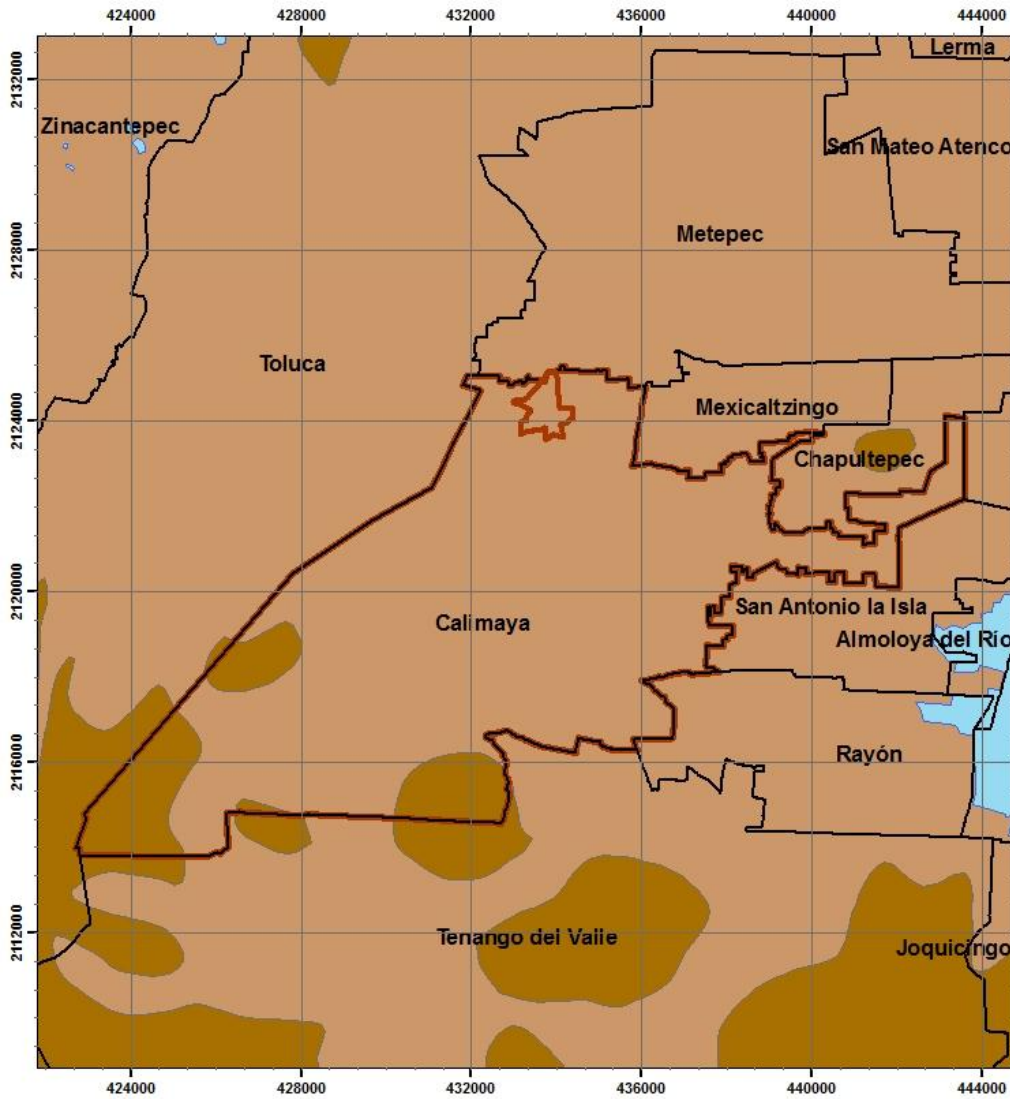 424000 428000 432000 436000 440000 444000
Lerma
2132000
Zinacantepec
San Mateo Atenco
Metepec
2128000
Toluca
Mexicaltzingo
2124000
Chapultepec
2120000
San Antonio la Isla
Calimaya
Almoloya del Río
2116000
Rayón
2112000
Tenango del Valle
Joquicingo
424000 428000 432000 436000 440000 444000